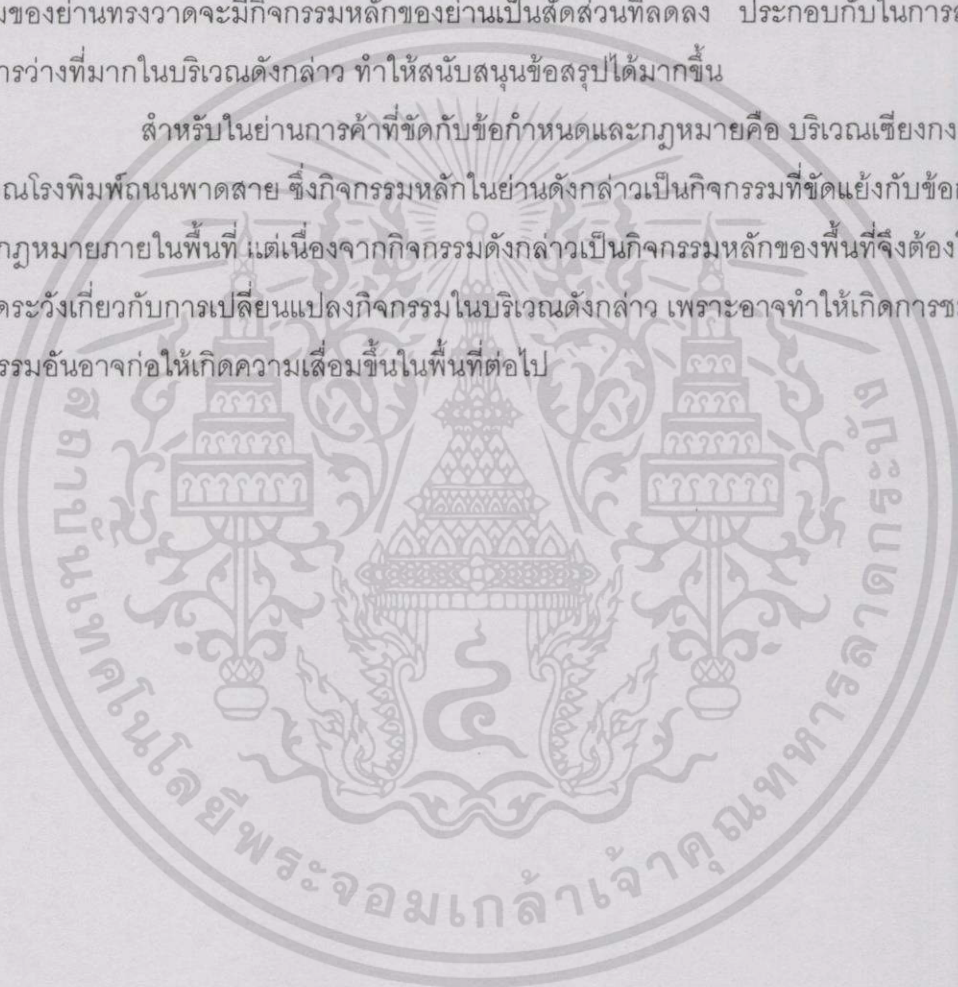 มของย่านทรงวาดจะมีกิจกรรมหลักของย่านเป็นสัดส่วนที่ลดลง ประกอบกับในการส
ารว่างที่มากในบริเวณดังกล่าว ทำให้สนับสนุนข้อสรุปได้มากขึ้น
สำหรับในย่านการค้าที่ขัดกับข้อกำหนดและกฎหมายคือ บริเวณเซียงกง
ณโรงพิมพ์ถนนพาดสาย ซึ่งกิจกรรมหลักในย่านดังกล่าวเป็นกิจกรรมที่ขัดแย้งกับข้อ
กฎหมายภายในพื้นที่ แต่เนื่องจากกิจกรรมดังกล่าวเป็นกิจกรรมหลักของพื้นที่จึงต้อง
ดระวังเกี่ยวกับการเปลี่ยนแปลงกิจกรรมในบริเวณดังกล่าว เพราะอาจทำให้เกิดการซ
รรมอันอาจก่อให้เกิดความเสื่อมขึ้นในพื้นที่ต่อไป
สถาบันเทคโนโลยีพระจอมเกล้าเจ้าคุณทหารลาดกระบัง